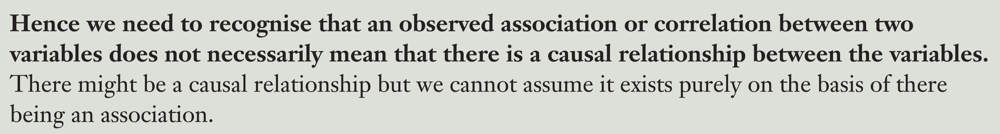 Hence we need to recognise that an observed association or correlation between two
variables does not necessarily mean that there is a causal relationship between the variables.
There might be a causal relationship but we cannot assume it exists purely on the basis of there
being an association.